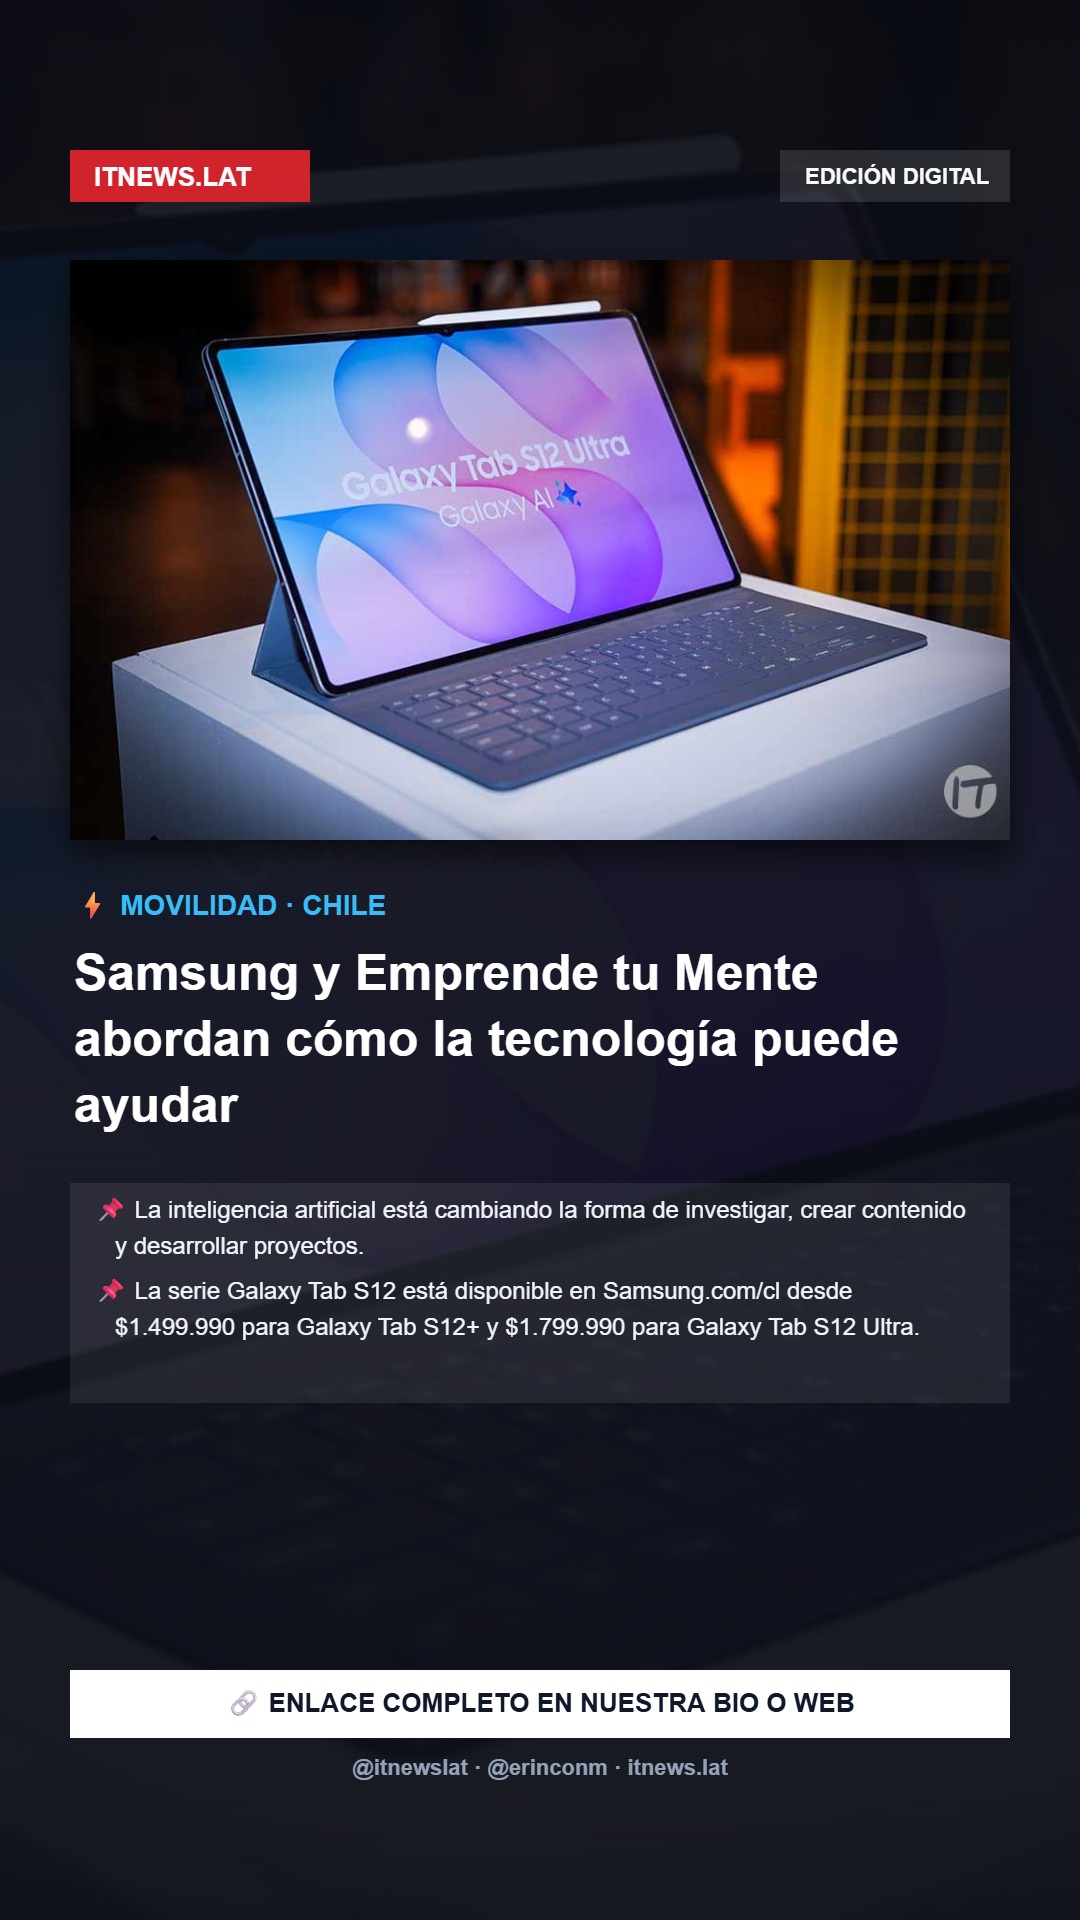 ITNEWS.LAT
EDICIÓN DIGITAL
Galaxy Tab S12 Ultra
Galaxy AI
IT
MOVILIDAD · CHILE
Samsung y Emprende tu Mente
abordan cómo la tecnología puede
ayudar
La inteligencia artificial está cambiando la forma de investigar, crear contenido
y desarrollar proyectos.
La serie Galaxy Tab S12 está disponible en Samsung.com/cl desde
$1.499.990 para Galaxy Tab S12+ y $1.799.990 para Galaxy Tab S12 Ultra.
ENLACE COMPLETO EN NUESTRA BIO O WEB
@itnewslat · @erinconm · itnews.lat